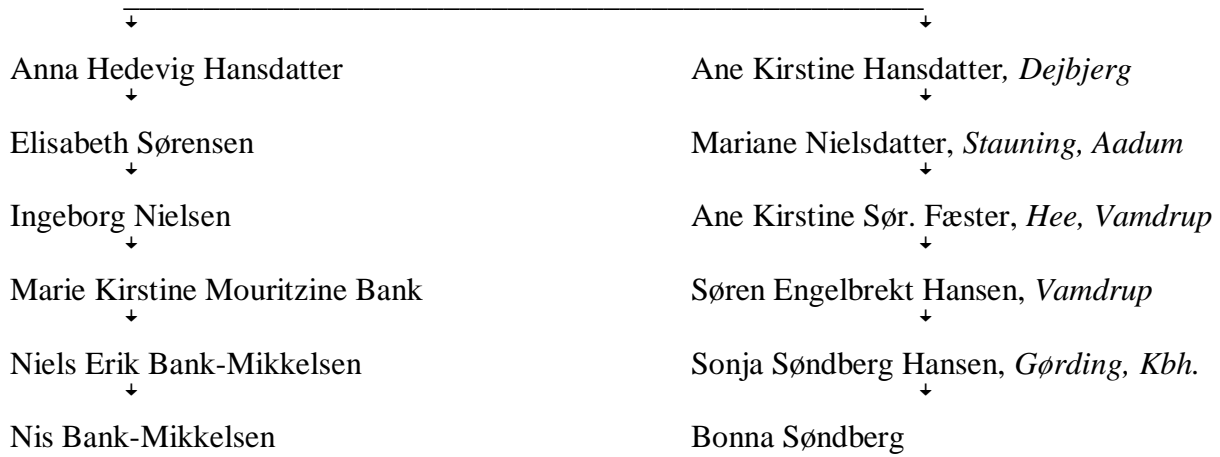 Anna Hedevig Hansdatter Ane Kirstine Hansdatter, Dejbjerg
Elisabeth Sørensen Mariane Nielsdatter, Stauning, Aadum
Ingeborg Nielsen Ane Kirstine Sør. Fæster, Hee, Vamdrup
Marie Kirstine Mouritzine Bank Søren Engelbrekt Hansen, Vamdrup
Niels Erik Bank-Mikkelsen Sonja Søndberg Hansen, Gørding, Kbh.
Nis Bank-Mikkelsen Bonna Søndberg